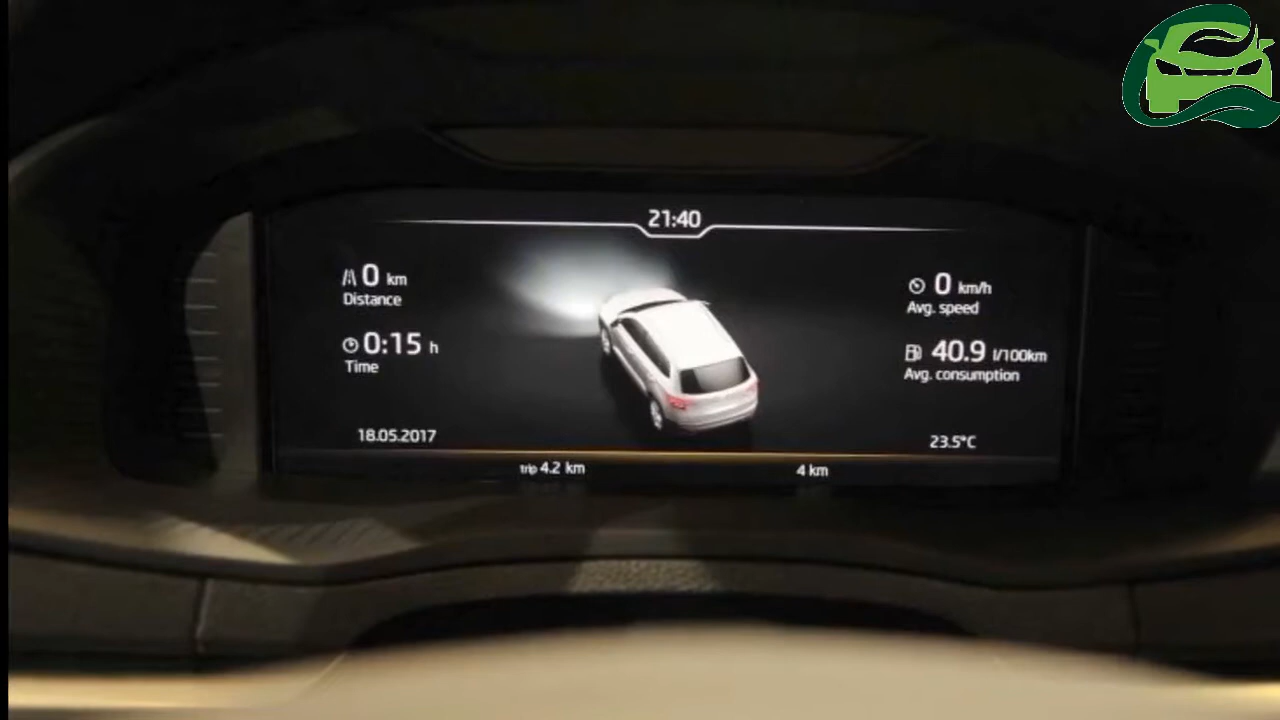 21:40
0 km
Distance
0:15 h
Time
0 km/h
Avg. speed
40.9 l/100km
Avg. consumption
18.05.2017
23.5°C
trip 4.2 km
4 km